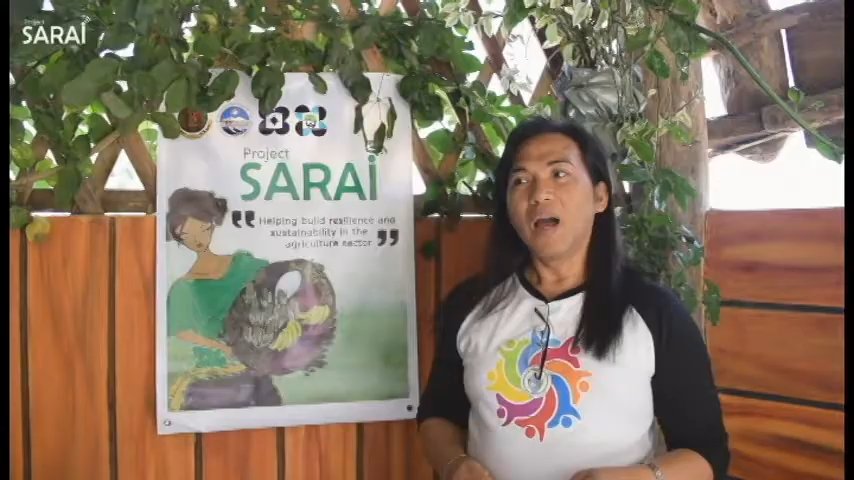 Project
SARAi
Project
SARAi
❝Helping build resilience and
sustainability in the
agriculture sector❞